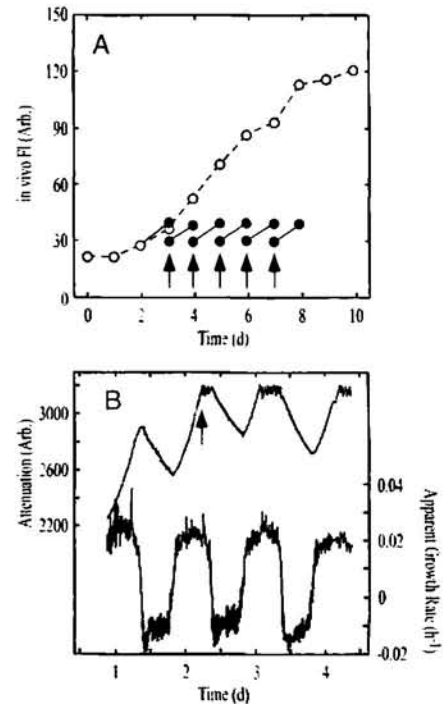 A
150
120
90
60
30
0
in vivo Fl (Arb.)
0 2 4 6 8 10
Time (d)
B
3000
2600
2200
Attenuation (Arb.)
0.04
0.02
0
-0.02
Apparent Growth Rate (h-1)
1 2 3 4
Time (d)